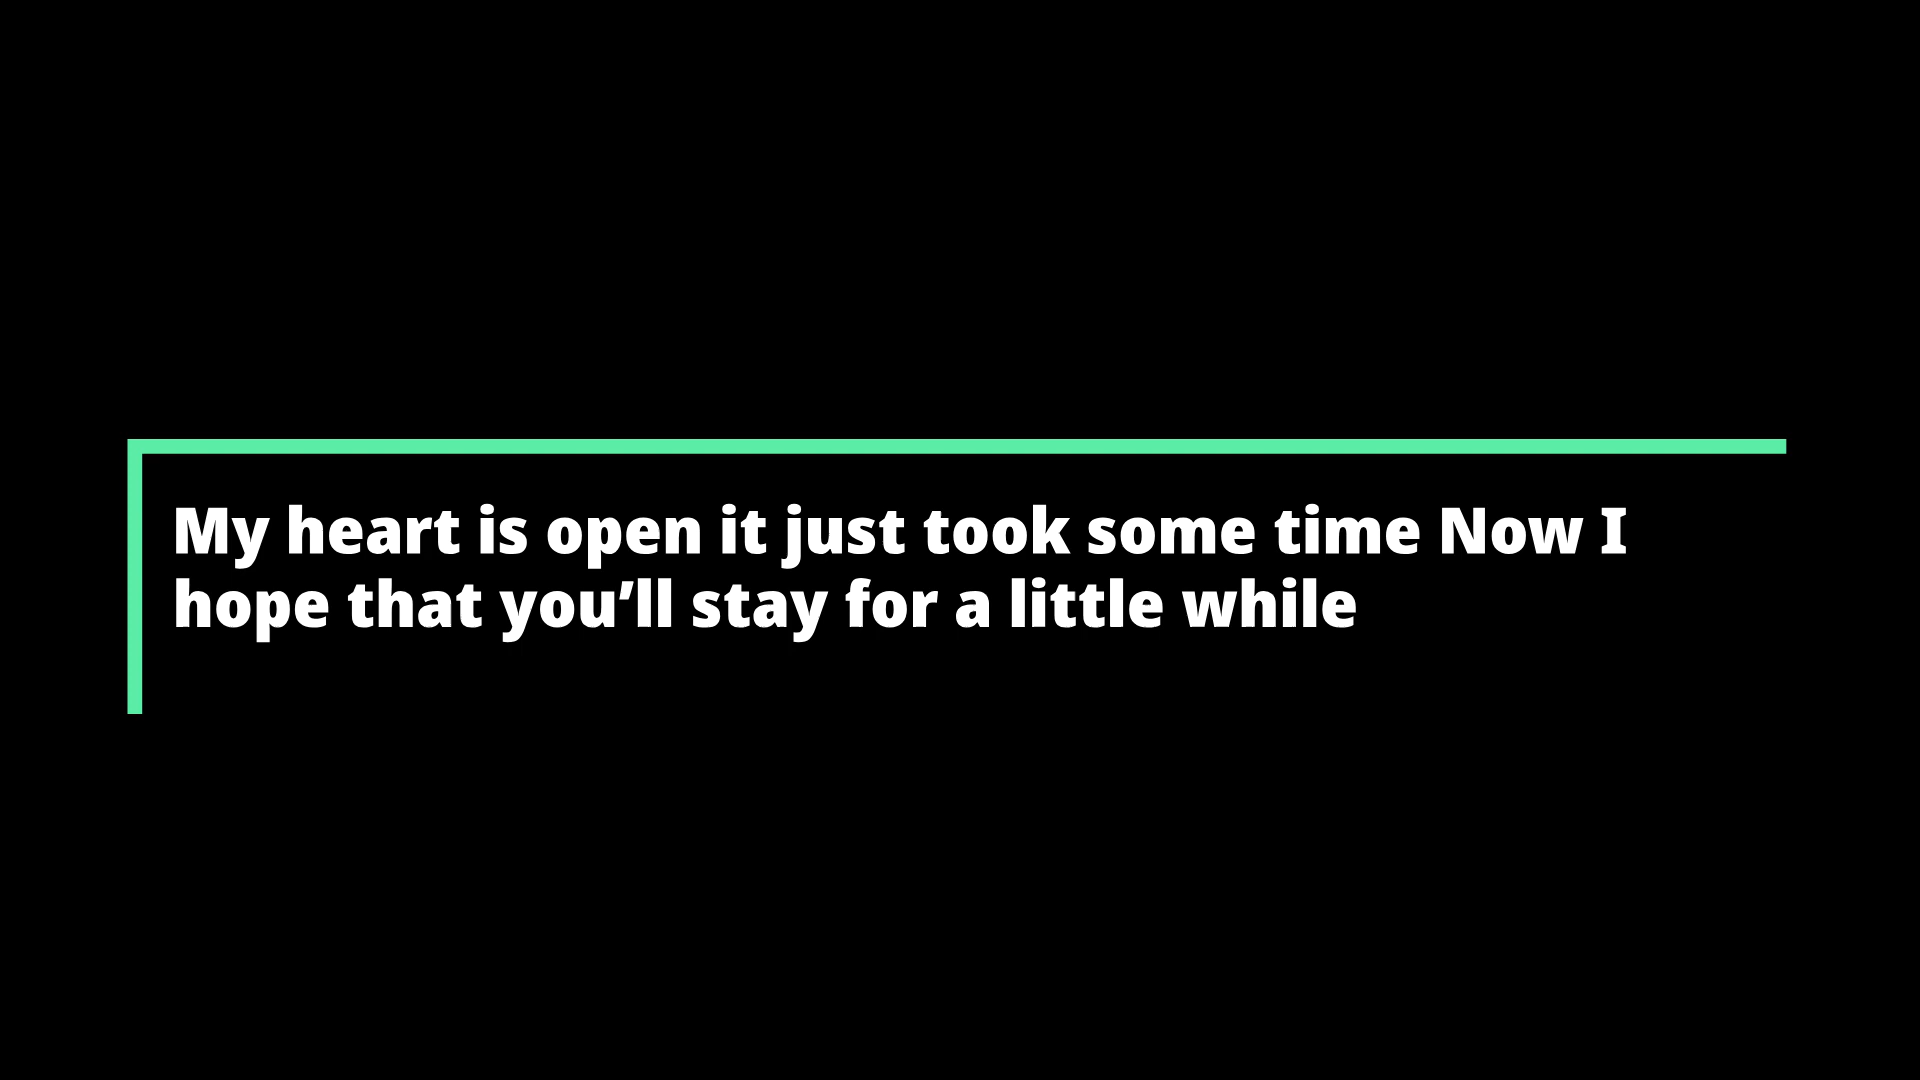 My heart is open it just took some time Now I
hope that you’ll stay for a little while